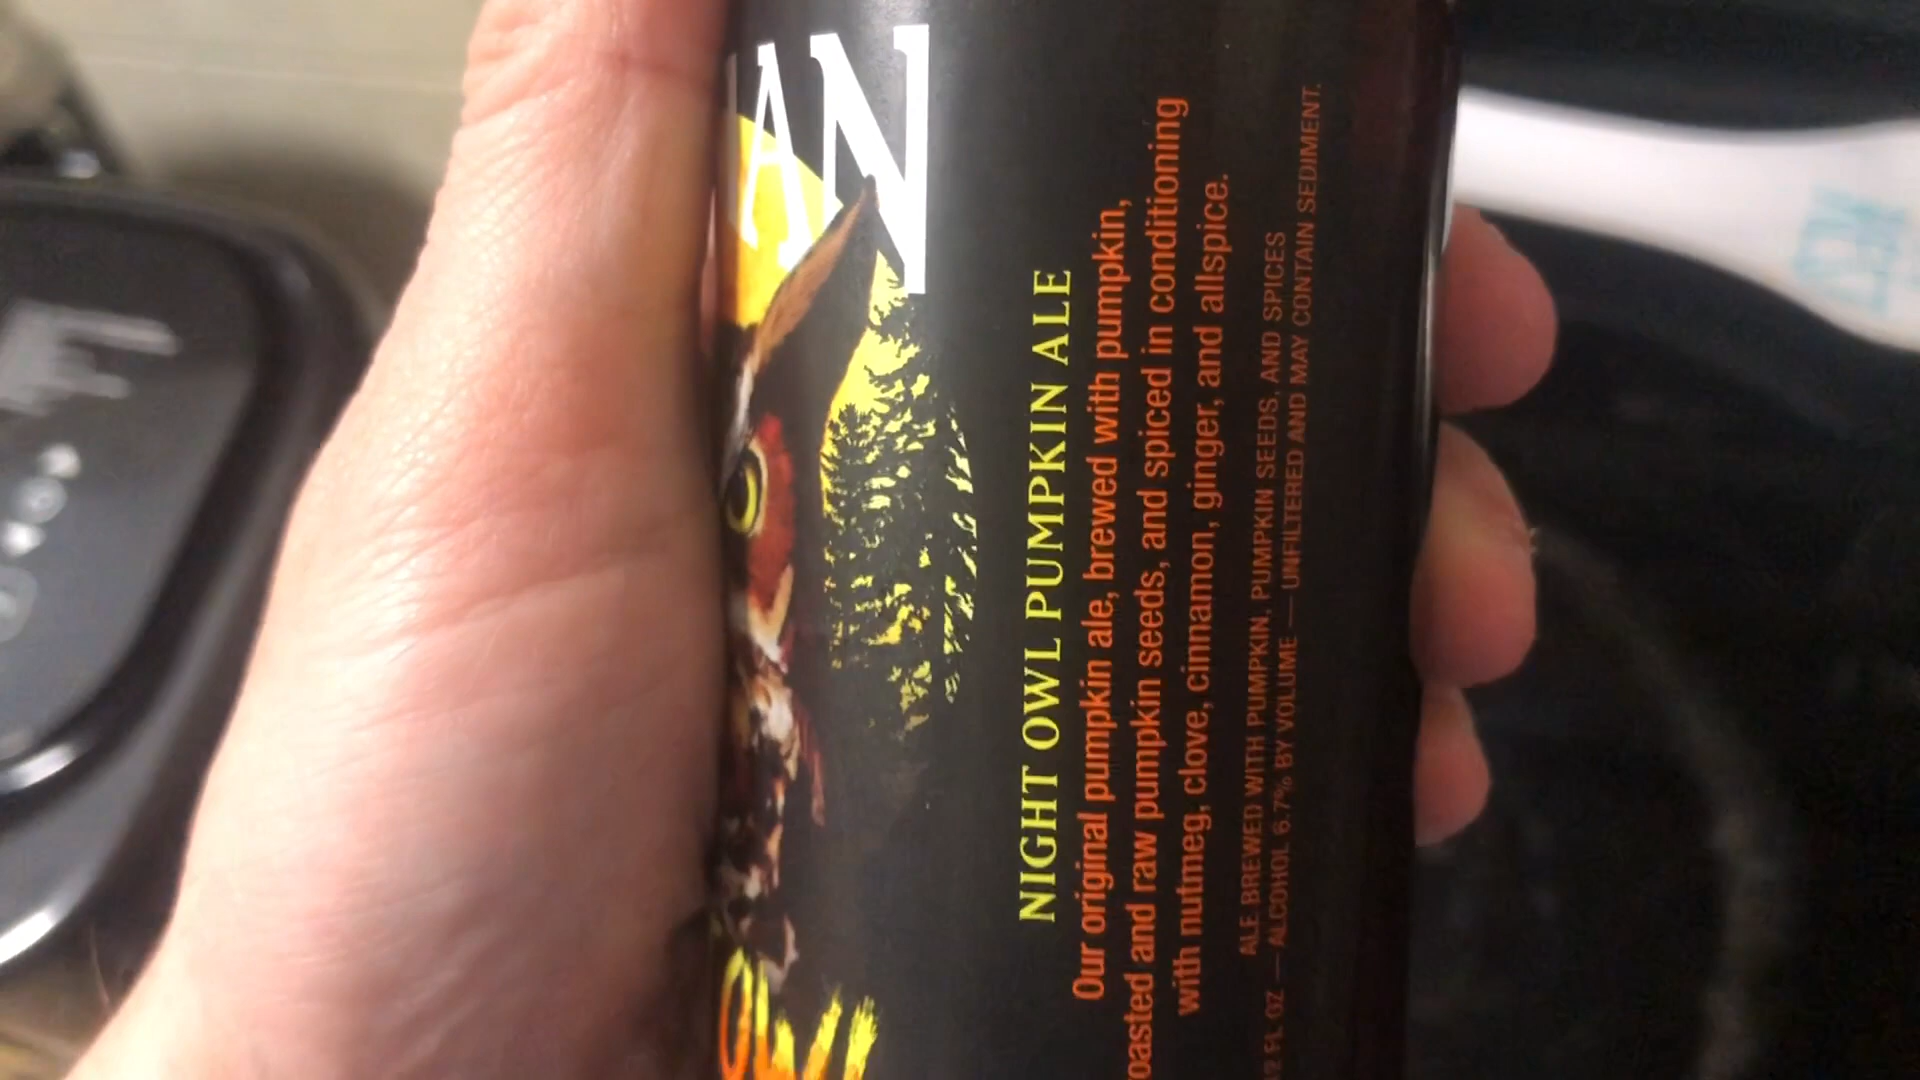 AN
NIGHT OWL PUMPKIN ALE
Our original pumpkin ale, brewed with pumpkin,
oasted and raw pumpkin seeds, and spiced in conditioning
with nutmeg, clove, cinnamon, ginger, and allspice.
ALE BREWED WITH PUMPKIN, PUMPKIN SEEDS, AND SPICES
12 FL OZ — ALCOHOL 6.7% BY VOLUME — UNFILTERED AND MAY CONTAIN SEDIMENT.